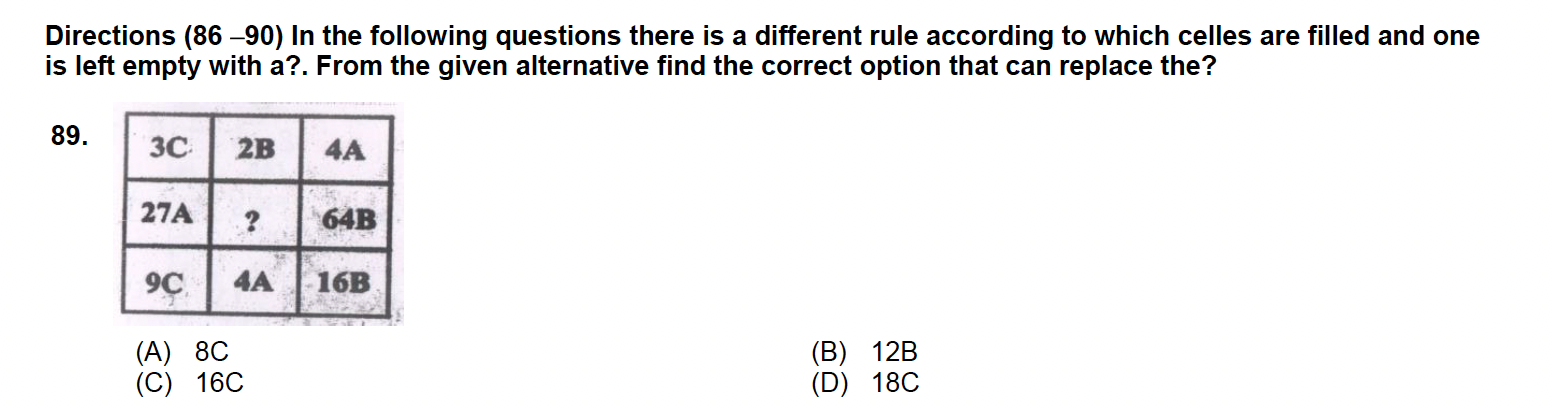 Directions (86 –90) In the following questions there is a different rule according to which celles are filled and one
is left empty with a?. From the given alternative find the correct option that can replace the?
89.
3C 2B 4A
27A ? 64B
9C 4A 16B
(A) 8C (B) 12B
(C) 16C (D) 18C